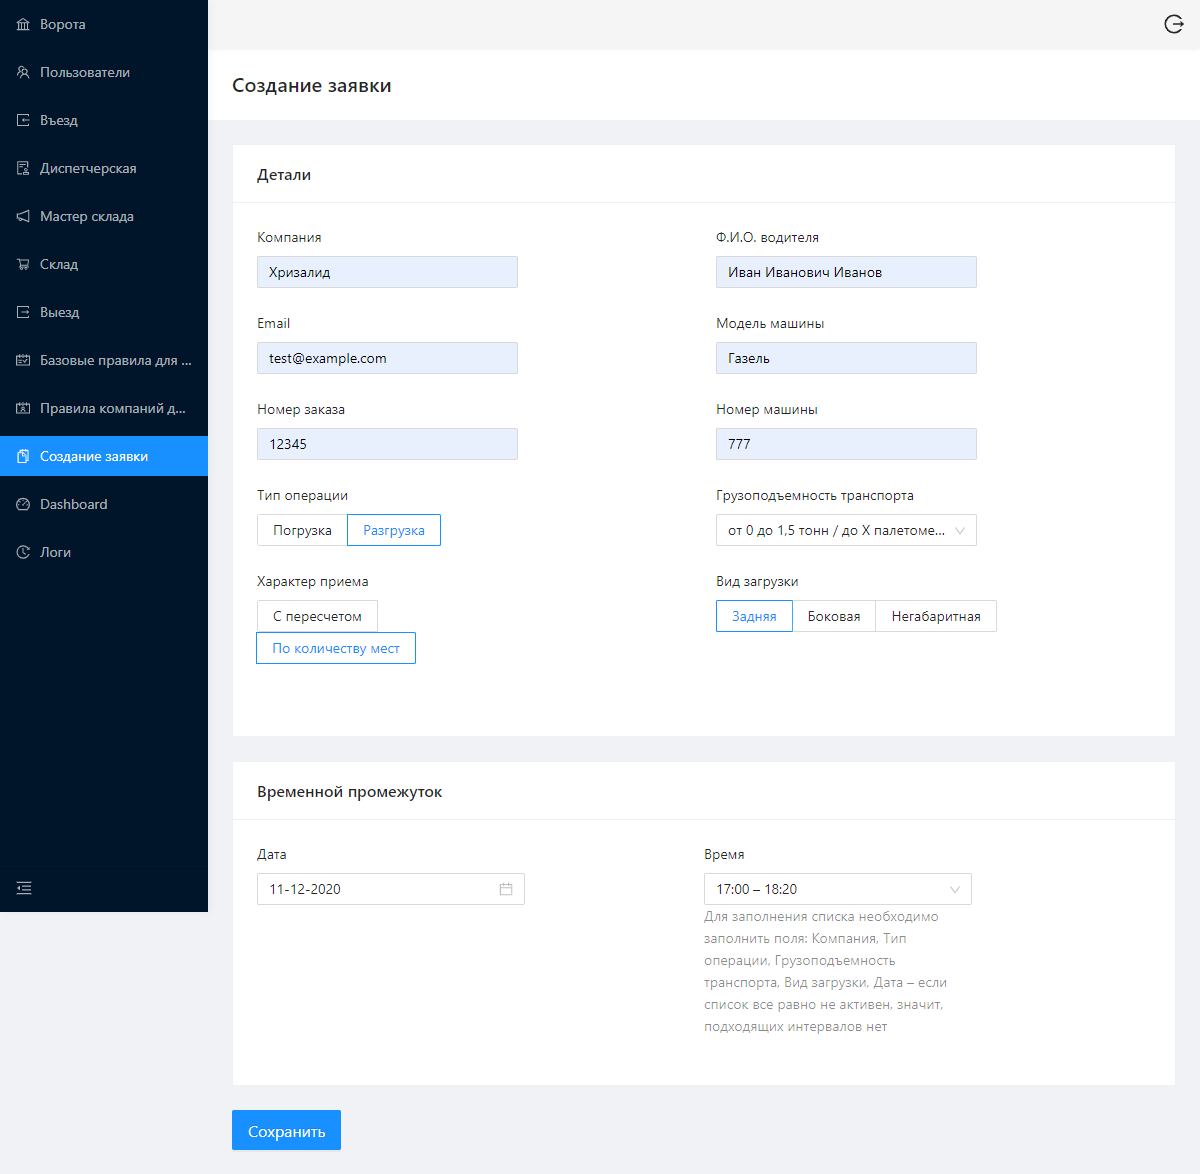 Ворота
Пользователи
Въезд
Диспетчерская
Мастер склада
Склад
Выезд
Базовые правила для ...
Правила компаний д...
Создание заявки
Dashboard
Логи
Создание заявки
Детали
Компания
Хризалид
Ф.И.О. водителя
Иван Иванович Иванов
Email
test@example.com
Модель машины
Газель
Номер заказа
12345
Номер машины
777
Тип операции
Погрузка Разгрузка
Грузоподъемность транспорта
от 0 до 1,5 тонн / до X палетоме...
Характер приема
С пересчетом
По количеству мест
Вид загрузки
Задняя Боковая Негабаритная
Временной промежуток
Дата
11-12-2020
Время
17:00 – 18:20
Для заполнения списка необходимо
заполнить поля: Компания, Тип
операции, Грузоподъемность
транспорта, Вид загрузки, Дата – если
список все равно не активен, значит,
подходящих интервалов нет
Сохранить